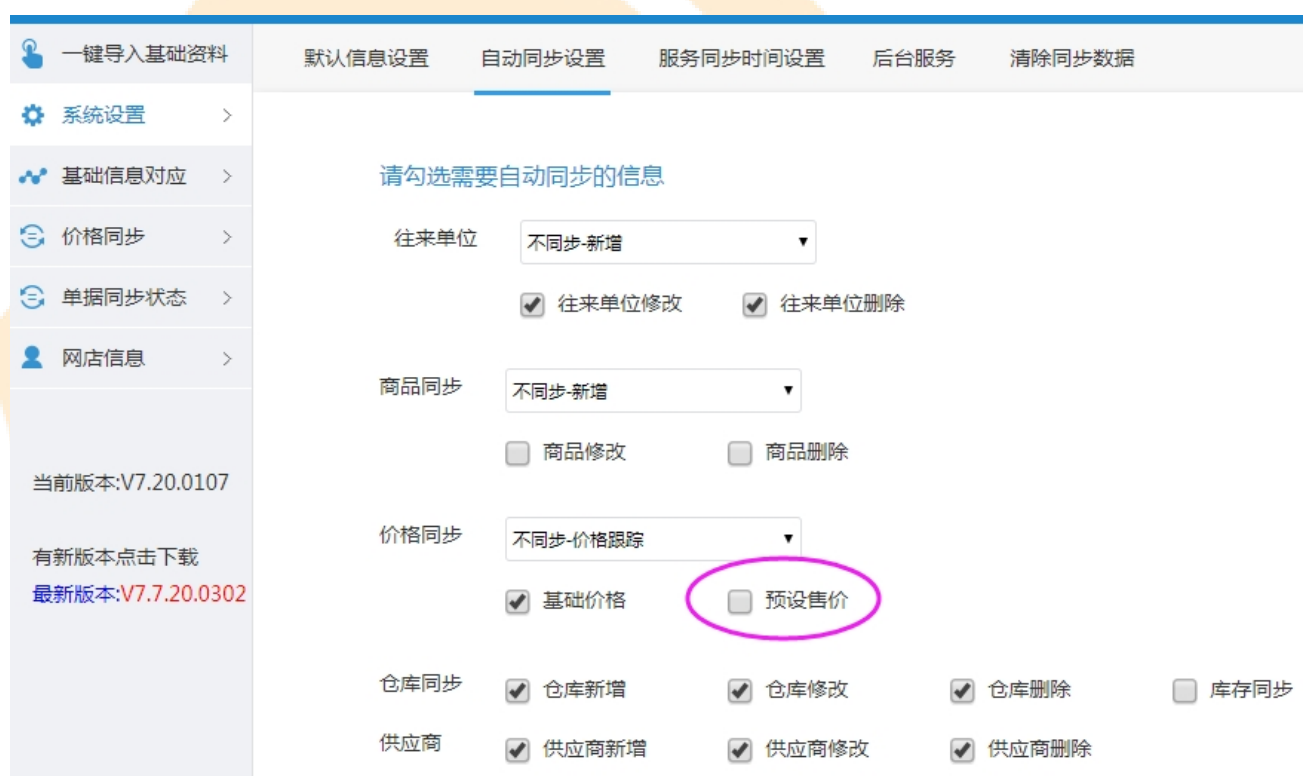 一键导入基础资料
默认信息设置 自动同步设置 服务同步时间设置 后台服务 清除同步数据
系统设置
基础信息对应
价格同步
单据同步状态
网店信息
当前版本:V7.20.0107
有新版本点击下载
最新版本:V7.7.20.0302
请勾选需要自动同步的信息
往来单位 不同步-新增
往来单位修改 往来单位删除
商品同步 不同步-新增
商品修改 商品删除
价格同步 不同步-价格跟踪
基础价格 预设售价
仓库同步 仓库新增 仓库修改 仓库删除 库存同步
供应商 供应商新增 供应商修改 供应商删除